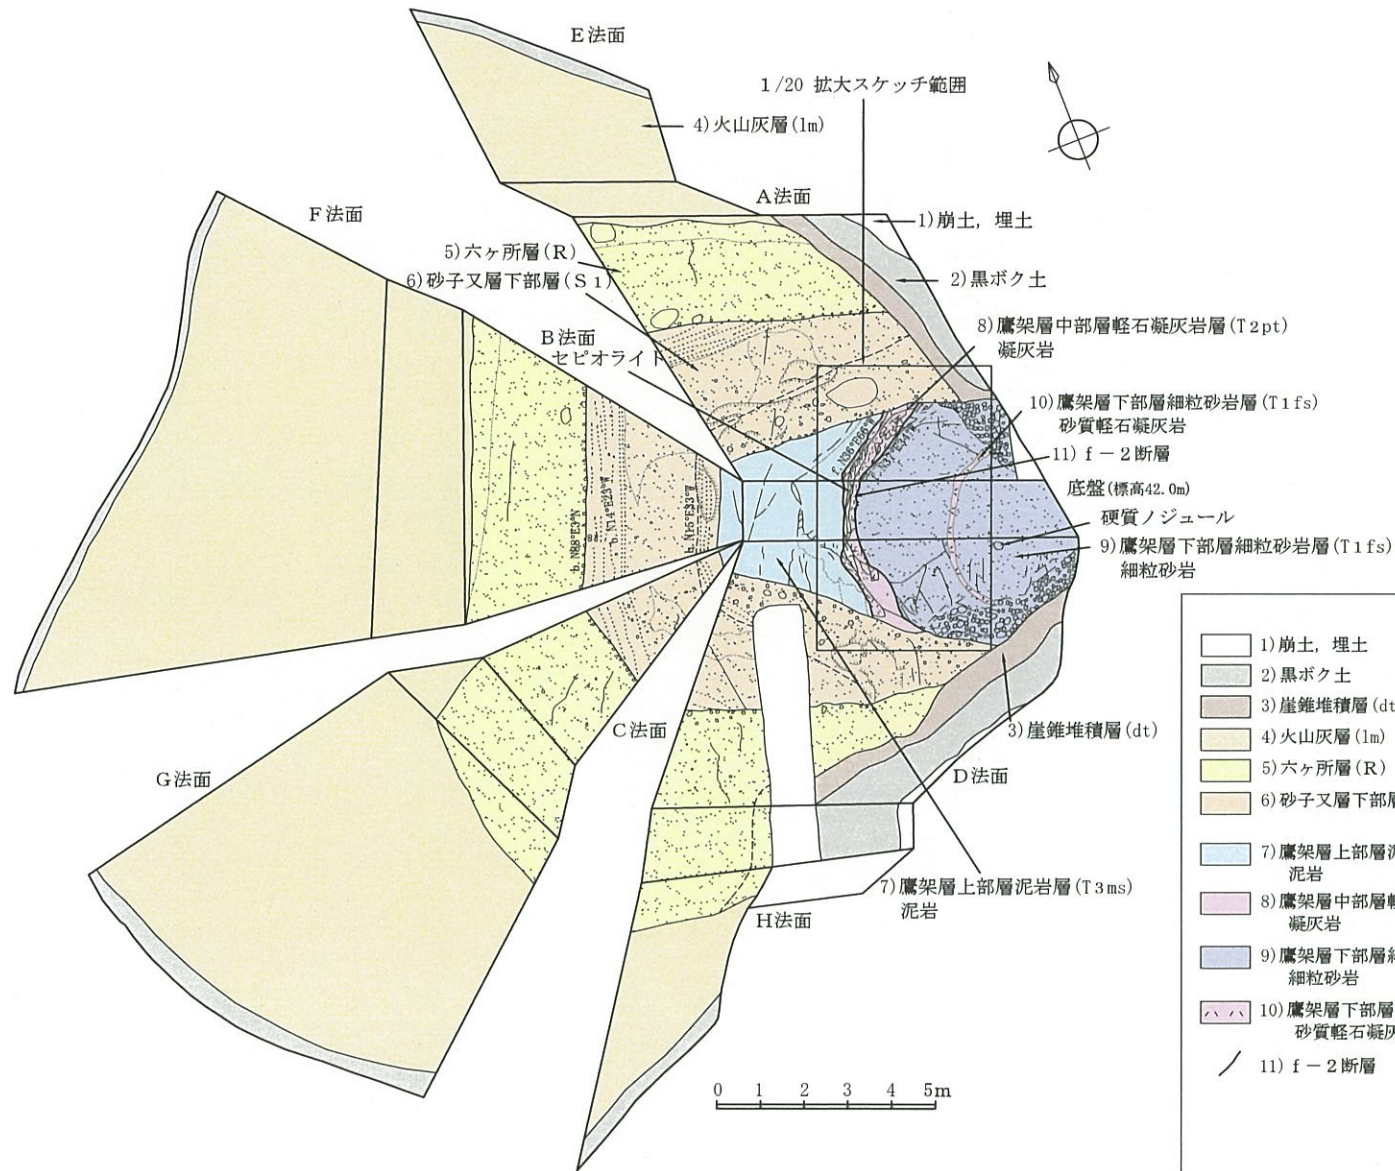 E法面
1/20 拡大スケッチ範囲
4)火山灰層(lm)
A法面
F法面
1)崩土，埋土
5)六ヶ所層(R)
6)砂子又層下部層(S1)
2)黒ボク土
8)鷹架層中部層軽石凝灰岩層(T2pt)
凝灰岩
B法面
セピオライト
10)鷹架層下部層細粒砂岩層(T1fs)
砂質軽石凝灰岩
11)f－2断層
底盤(標高42.0m)
硬質ノジュール
9)鷹架層下部層細粒砂岩層(T1fs)
細粒砂岩
b. N88°E3°N
b. N14°E23°W
b. N16°E33°W
3)崖錐堆積層(dt)
C法面
D法面
G法面
7)鷹架層上部層泥岩層(T3ms)
泥岩
H法面
0 1 2 3 4 5m
1)崩土，埋土
2)黒ボク土
3)崖錐堆積層(dt
4)火山灰層(lm)
5)六ヶ所層(R)
6)砂子又層下部層
7)鷹架層上部層泥
泥岩
8)鷹架層中部層軽
凝灰岩
9)鷹架層下部層細
細粒砂岩
10)鷹架層下部層
砂質軽石凝灰
11)f－2断層